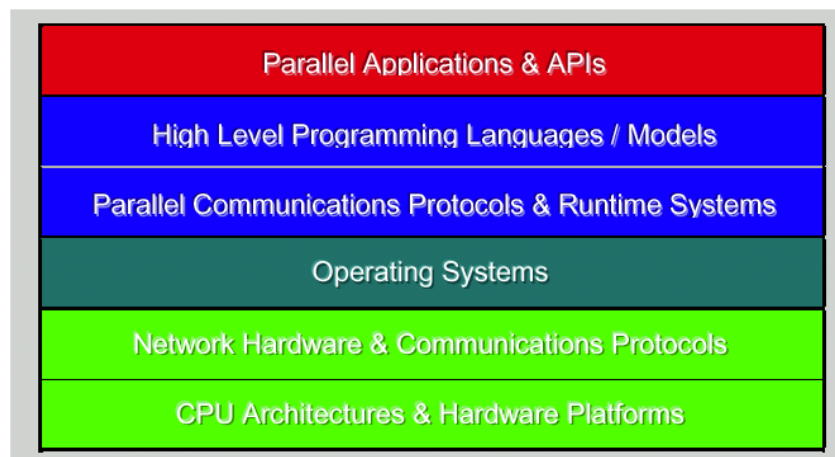 Parallel Applications & APIs
High Level Programming Languages / Models
Parallel Communications Protocols & Runtime Systems
Operating Systems
Network Hardware & Communications Protocols
CPU Architectures & Hardware Platforms